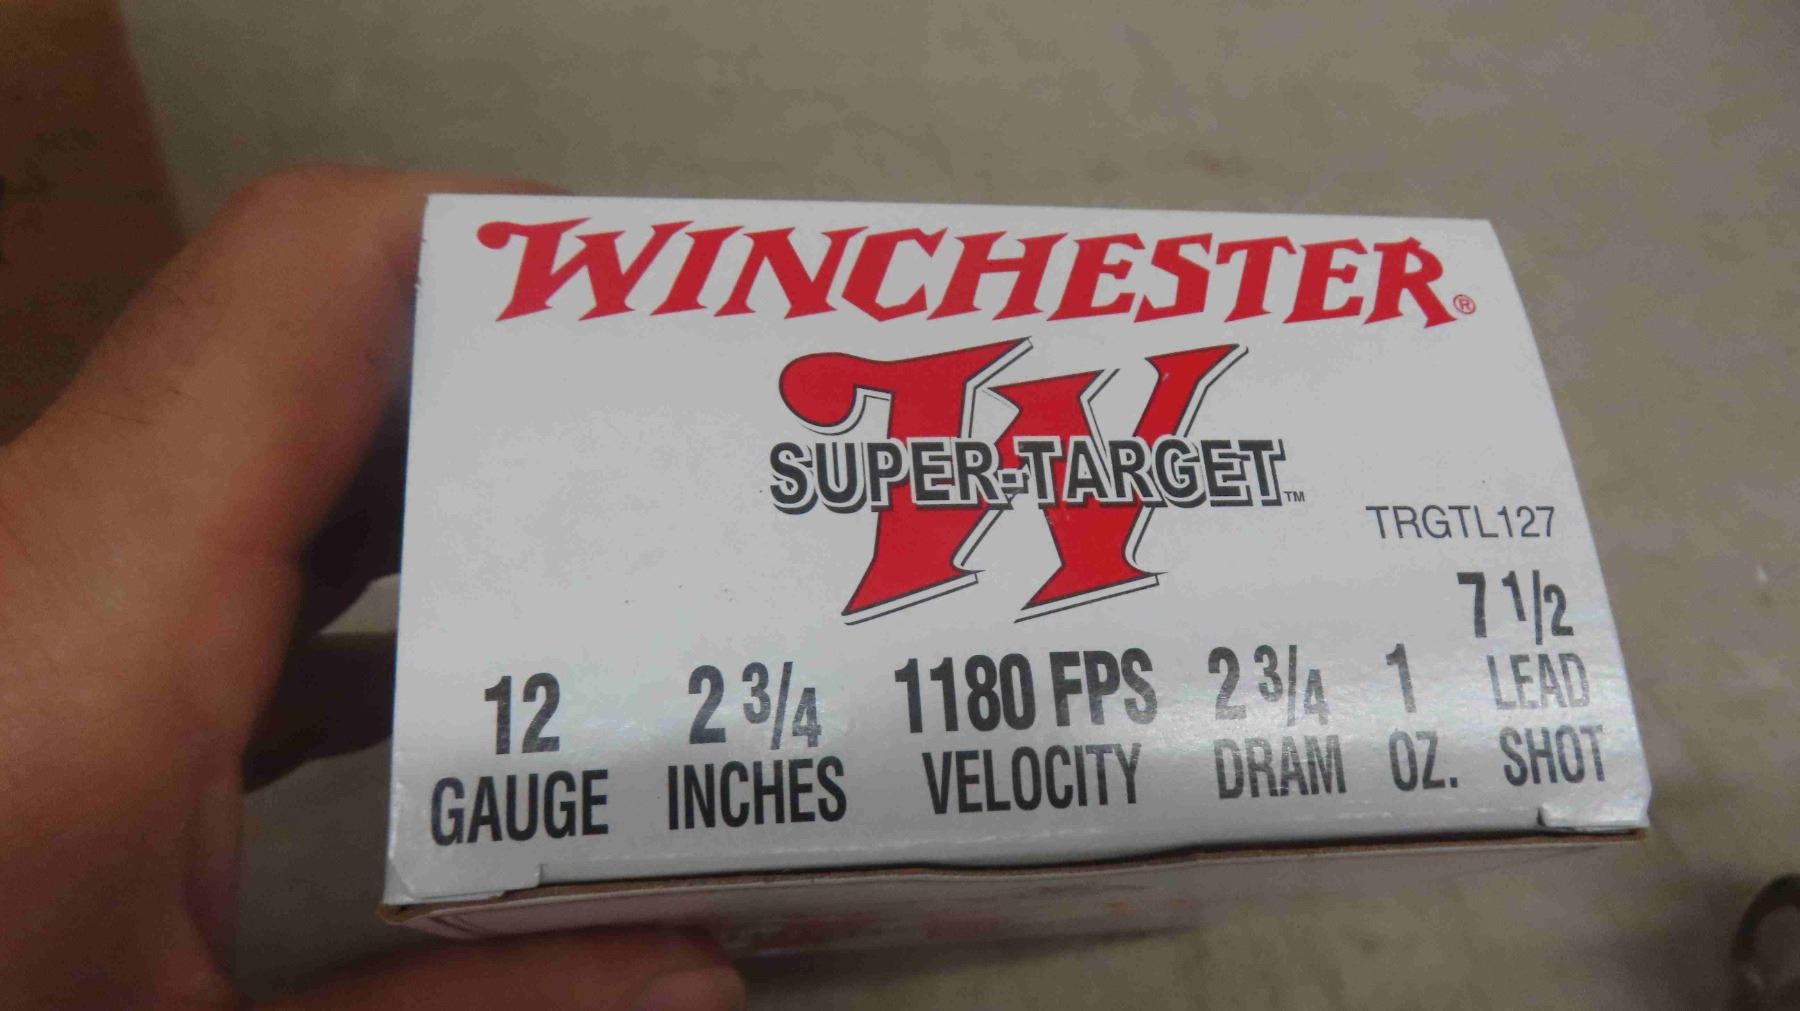 WINCHESTER®
W
SUPER-TARGET™
TRGTL127
12 GAUGE
2 3/4 INCHES
1180 FPS VELOCITY
2 3/4 DRAM
1 OZ.
7 1/2 LEAD SHOT